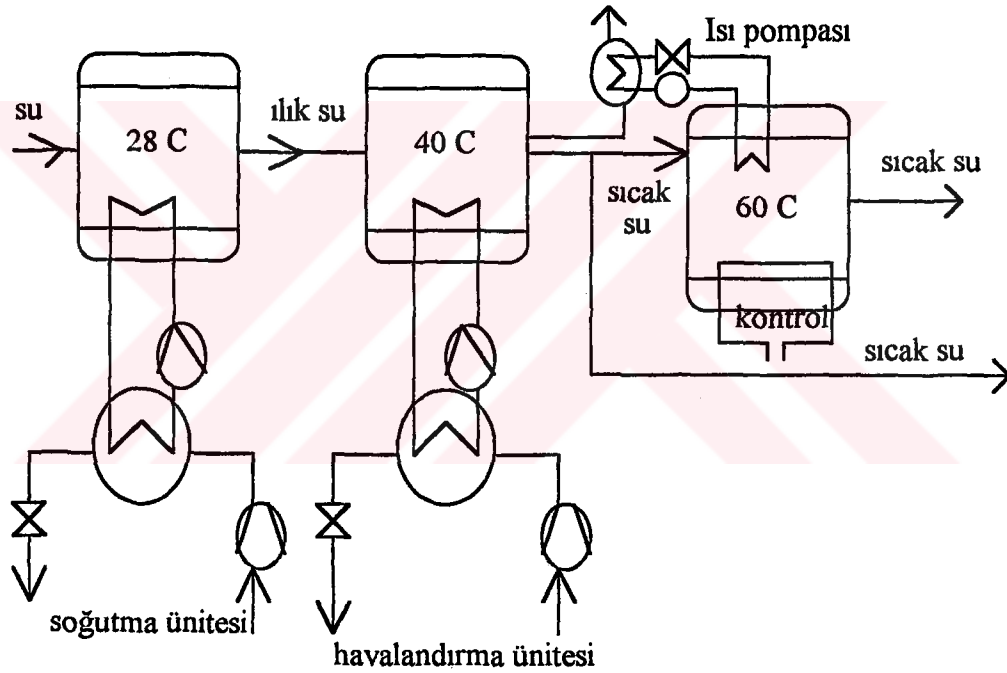 Isı pompası
su
28 C
ılık su
40 C
sıcak
su
60 C
sıcak su
kontrol
sıcak su
soğutma ünitesi
havalandırma ünitesi